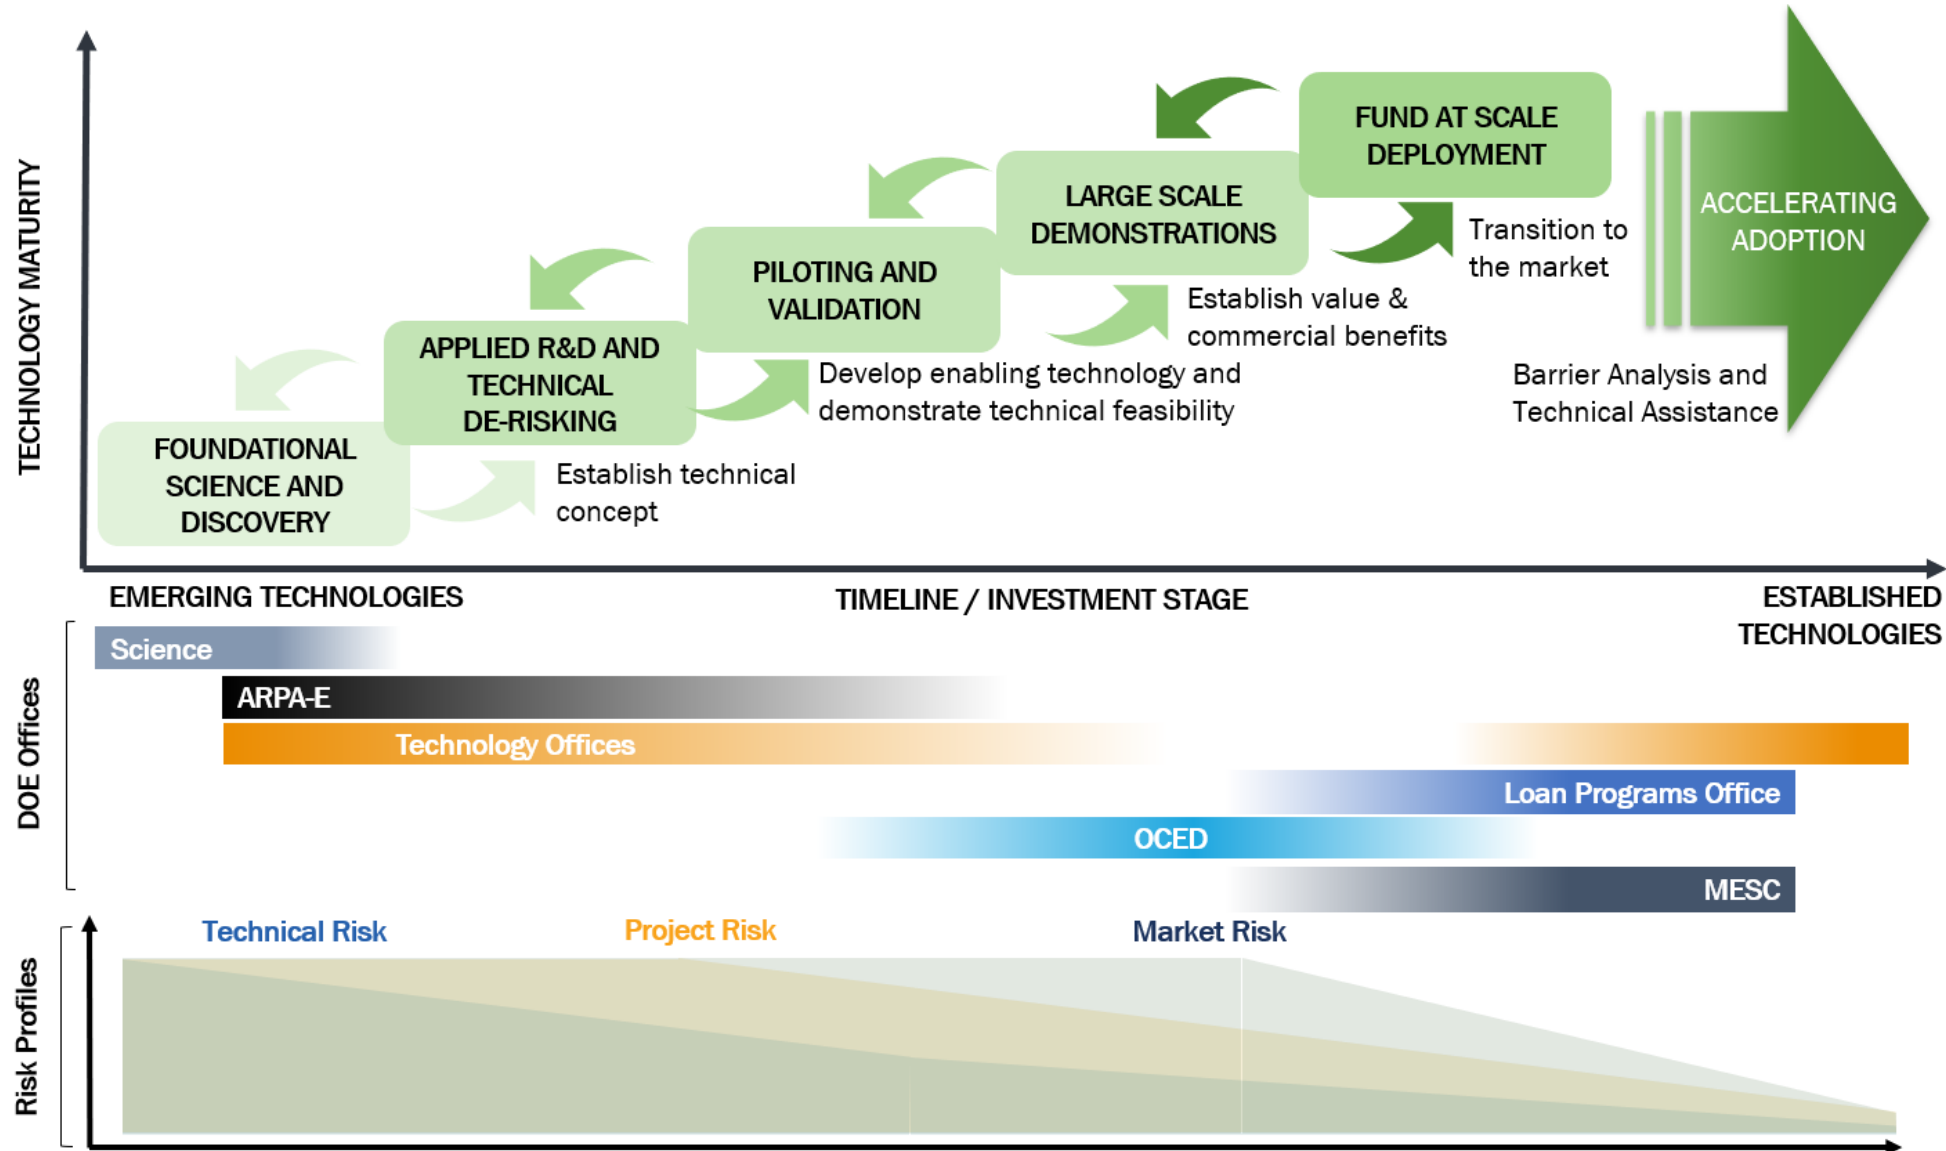 TECHNOLOGY MATURITY
FOUNDATIONAL
SCIENCE AND
DISCOVERY
APPLIED R&D AND
TECHNICAL
DE-RISKING
PILOTING AND
VALIDATION
LARGE SCALE
DEMONSTRATIONS
FUND AT SCALE
DEPLOYMENT
ACCELERATING
ADOPTION
Establish technical
concept
Develop enabling technology and
demonstrate technical feasibility
Establish value &
commercial benefits
Transition to
the market
Barrier Analysis and
Technical Assistance
EMERGING TECHNOLOGIES
TIMELINE / INVESTMENT STAGE
ESTABLISHED
TECHNOLOGIES
DOE Offices
Science
ARPA-E
Technology Offices
Loan Programs Office
OCED
MESC
Risk Profiles
Technical Risk
Project Risk
Market Risk